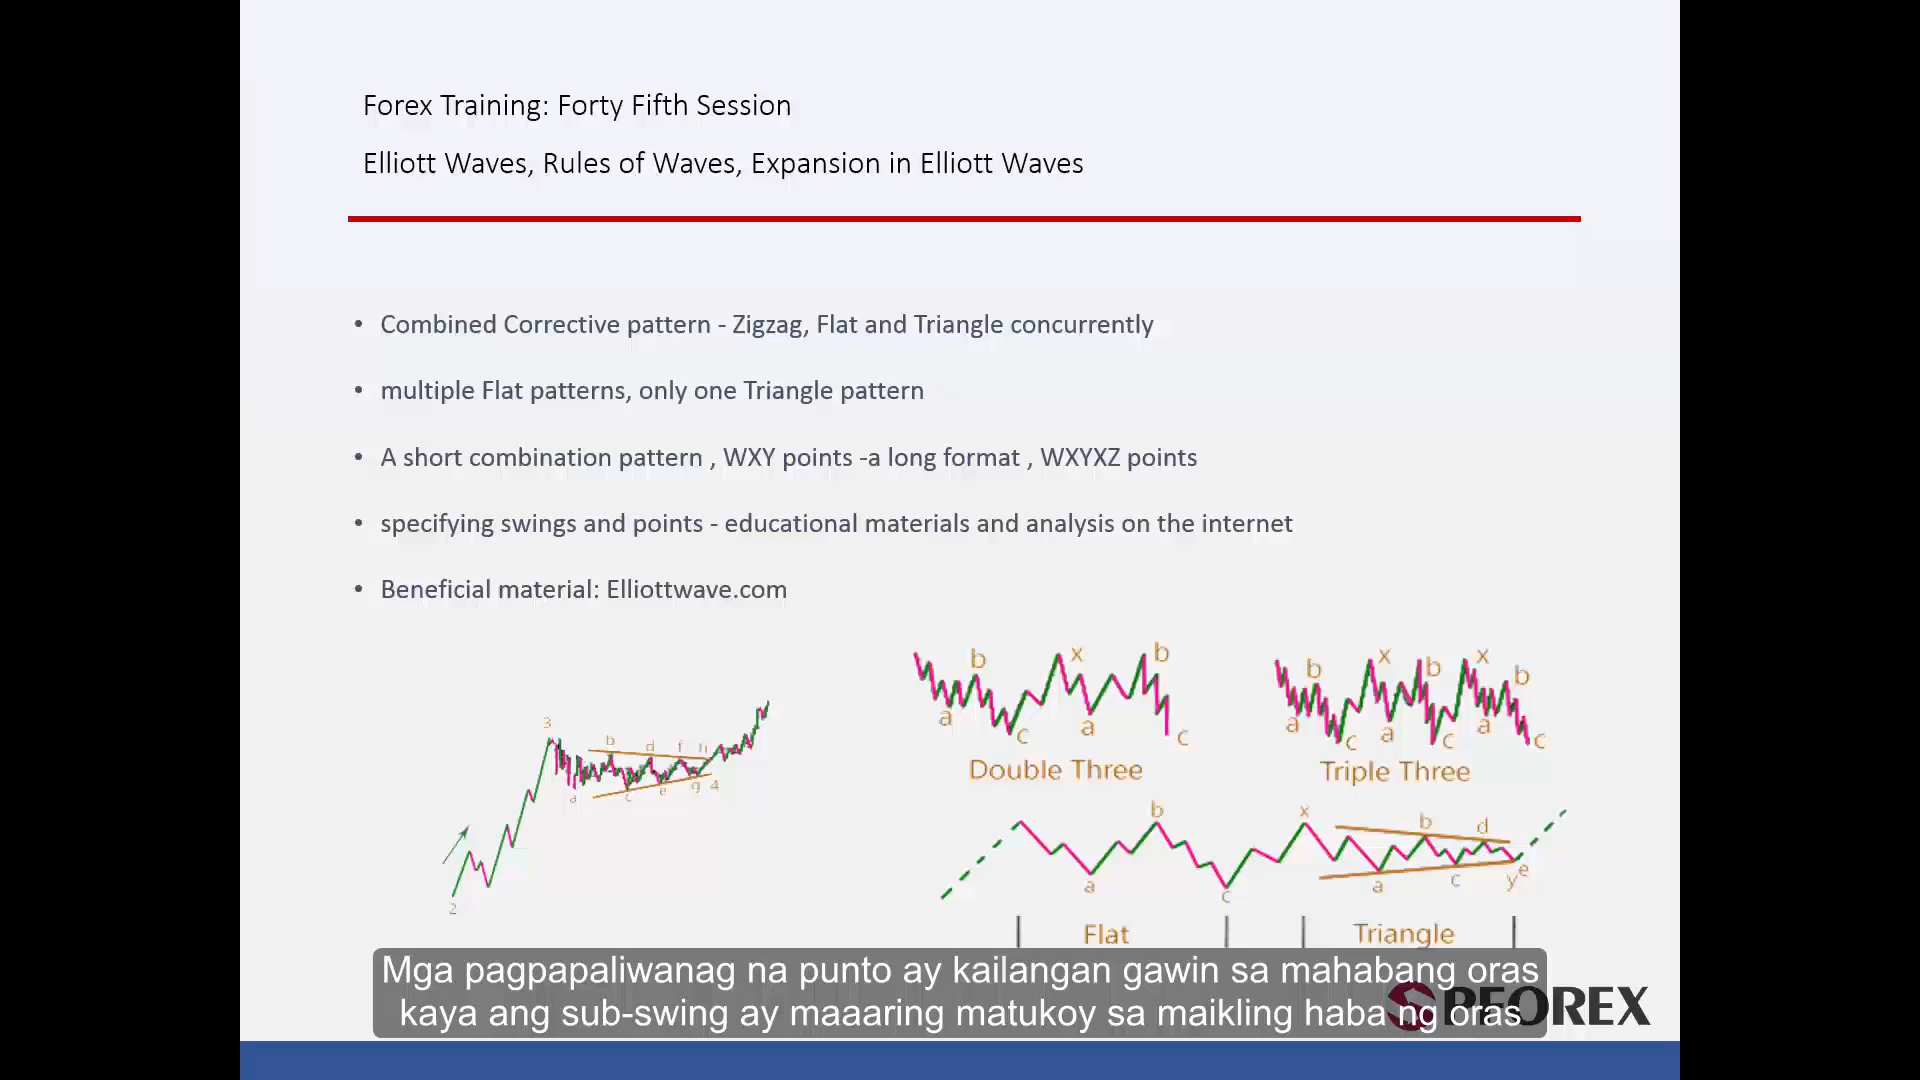 Forex Training: Forty Fifth Session
Elliott Waves, Rules of Waves, Expansion in Elliott Waves
• Combined Corrective pattern - Zigzag, Flat and Triangle concurrently
• multiple Flat patterns, only one Triangle pattern
• A short combination pattern , WXY points -a long format , WXYXZ points
• specifying swings and points - educational materials and analysis on the internet
• Beneficial material: Elliottwave.com
3
b d f h
a c e g 4
2
b x b
a c a c
Double Three
b x b x b
a c a c a c
Triple Three
b x b d
a c a c y e
Flat Triangle
Mga pagpapaliwanag na punto ay kailangan gawin sa mahabang oras
kaya ang sub-swing ay maaaring matukoy sa maikling haba ng oras